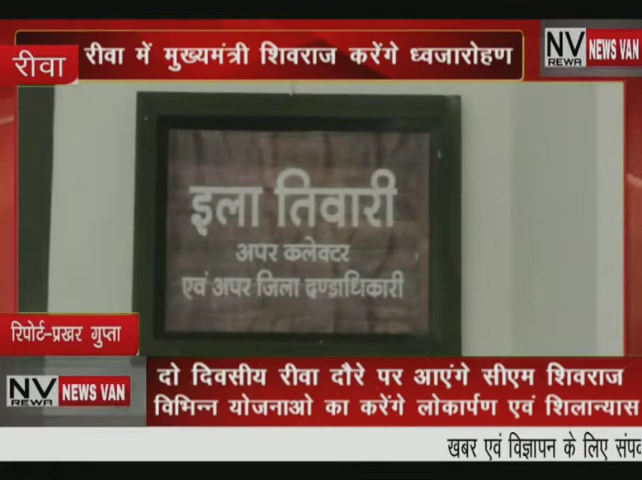 रीवा में मुख्यमंत्री शिवराज करेंगे ध्वजारोहण
NV
REWA
NEWS VAN
रीवा
इला तिवारी
अपर कलेक्टर
एवं अपर जिला दण्डाधिकारी
रिपोर्ट-प्रखर गुप्ता
NV
REWA
NEWS VAN
दो दिवसीय रीवा दौरे पर आएंगे सीएम शिवराज
विभिन्न योजनाओ का करेंगे लोकार्पण एवं शिलान्यास
खबर एवं विज्ञापन के लिए संपव